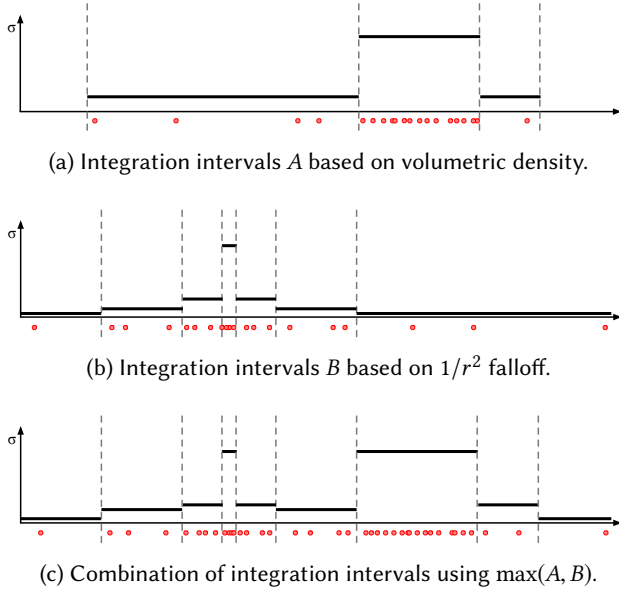 σ
(a) Integration intervals A based on volumetric density.
σ
(b) Integration intervals B based on 1/r² falloff.
σ
(c) Combination of integration intervals using max(A, B).